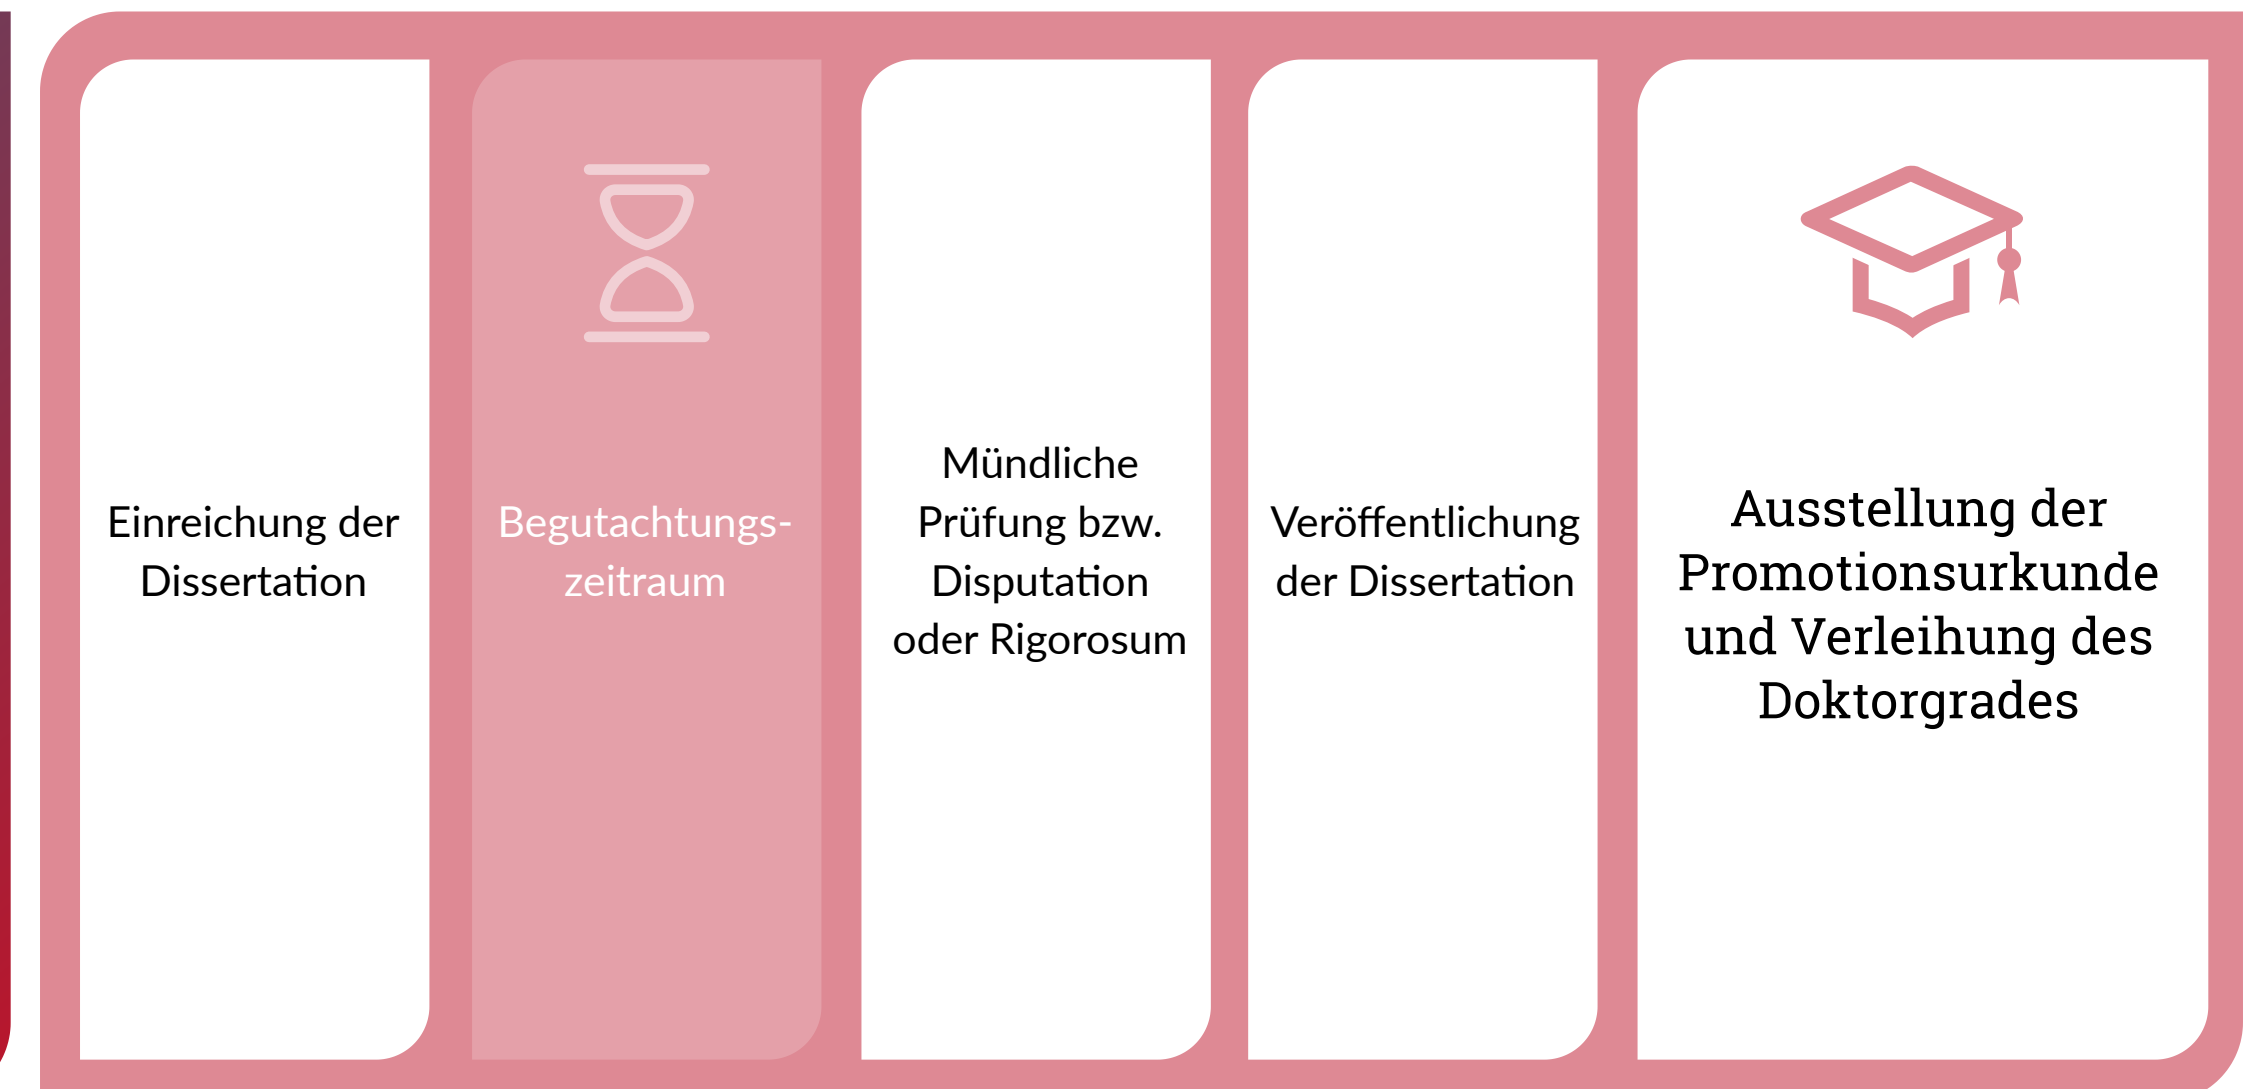 Einreichung der
Dissertation
Begutachtungs-
zeitraum
Mündliche
Prüfung bzw.
Disputation
oder Rigorosum
Veröffentlichung
der Dissertation
Ausstellung der
Promotionsurkunde
und Verleihung des
Doktorgrades